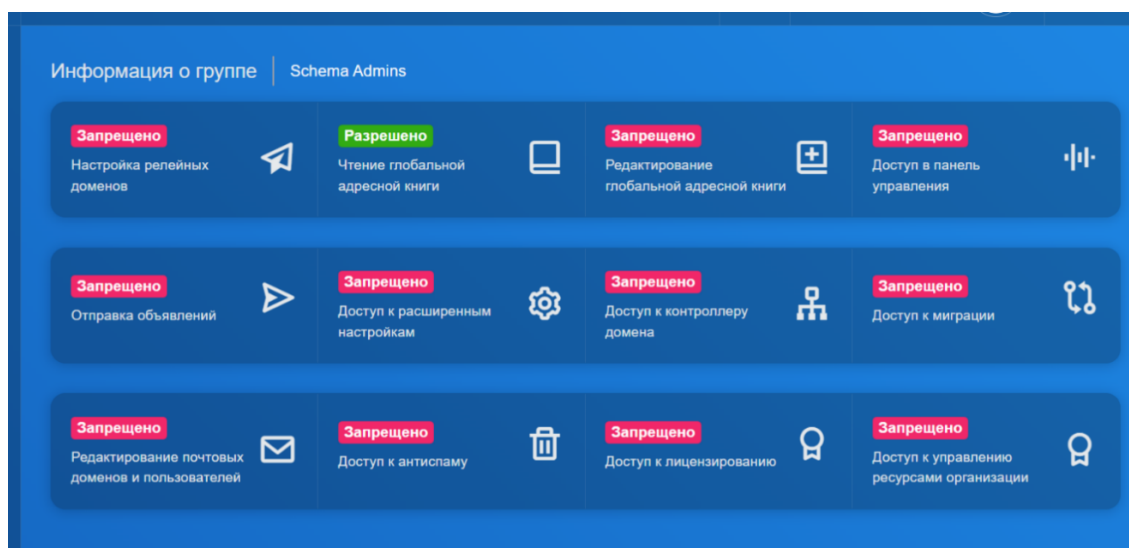 Информация о группе Schema Admins
Запрещено
Настройка релейных
доменов
Разрешено
Чтение глобальной
адресной книги
Запрещено
Редактирование
глобальной адресной книги
Запрещено
Доступ в панель
управления
Запрещено
Отправка объявлений
Запрещено
Доступ к расширенным
настройкам
Запрещено
Доступ к контроллеру
домена
Запрещено
Доступ к миграции
Запрещено
Редактирование почтовых
доменов и пользователей
Запрещено
Доступ к антиспаму
Запрещено
Доступ к лицензированию
Запрещено
Доступ к управлению
ресурсами организации